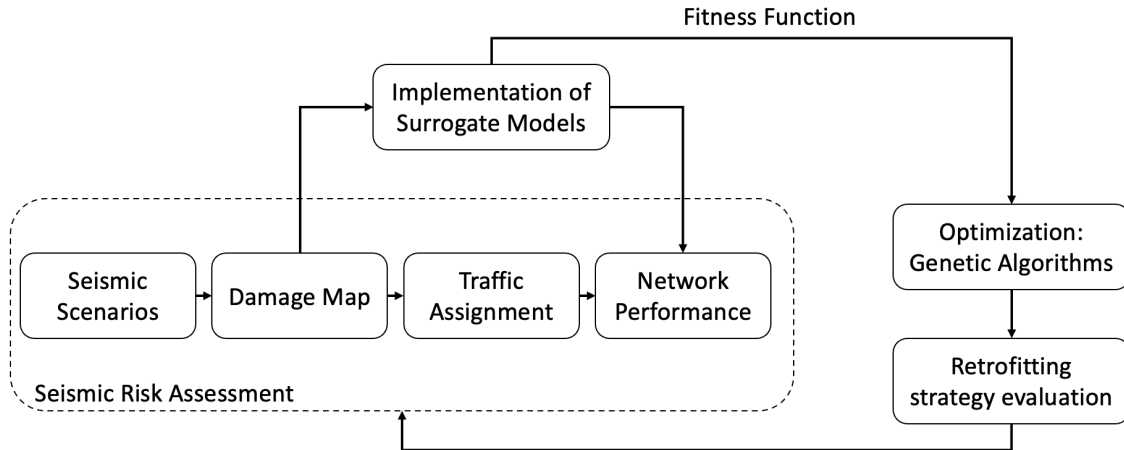 Fitness Function
Implementation of
Surrogate Models
Optimization:
Genetic Algorithms
Seismic
Scenarios
Damage Map
Traffic
Assignment
Network
Performance
Retrofitting
strategy evaluation
Seismic Risk Assessment